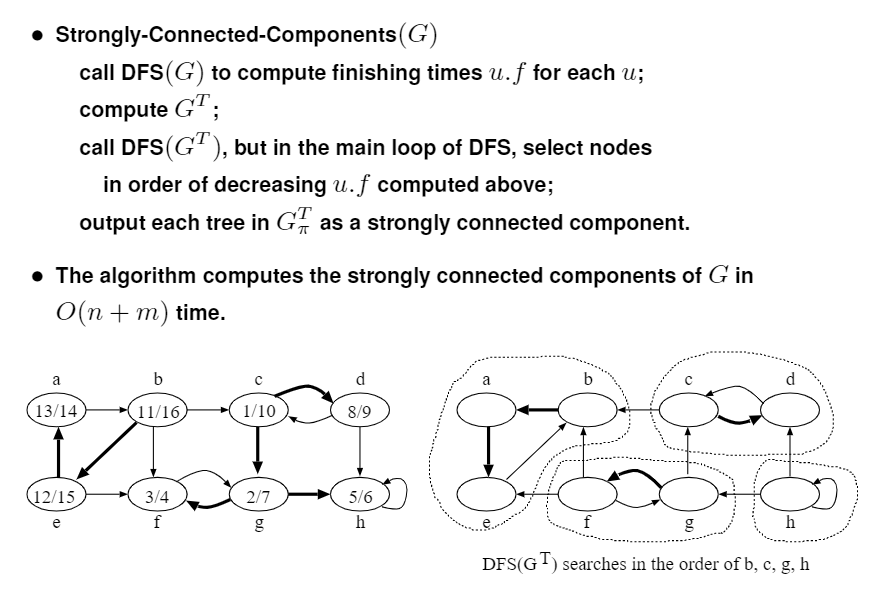 • Strongly-Connected-Components(G)
call DFS(G) to compute finishing times u.f for each u;
compute G^T;
call DFS(G^T), but in the main loop of DFS, select nodes
in order of decreasing u.f computed above;
output each tree in G^T_π as a strongly connected component.
• The algorithm computes the strongly connected components of G in
O(n + m) time.
a b c d
13/14 11/16 1/10 8/9
12/15 3/4 2/7 5/6
e f g h
a b c d
e f g h
DFS(G^T) searches in the order of b, c, g, h